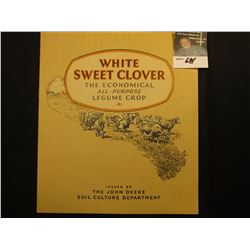 WHITE
SWEET CLOVER
THE ECONOMICAL
ALL-PURPOSE
LEGUME CROP
ISSUED BY
THE JOHN DEERE
SOIL CULTURE DEPARTMENT